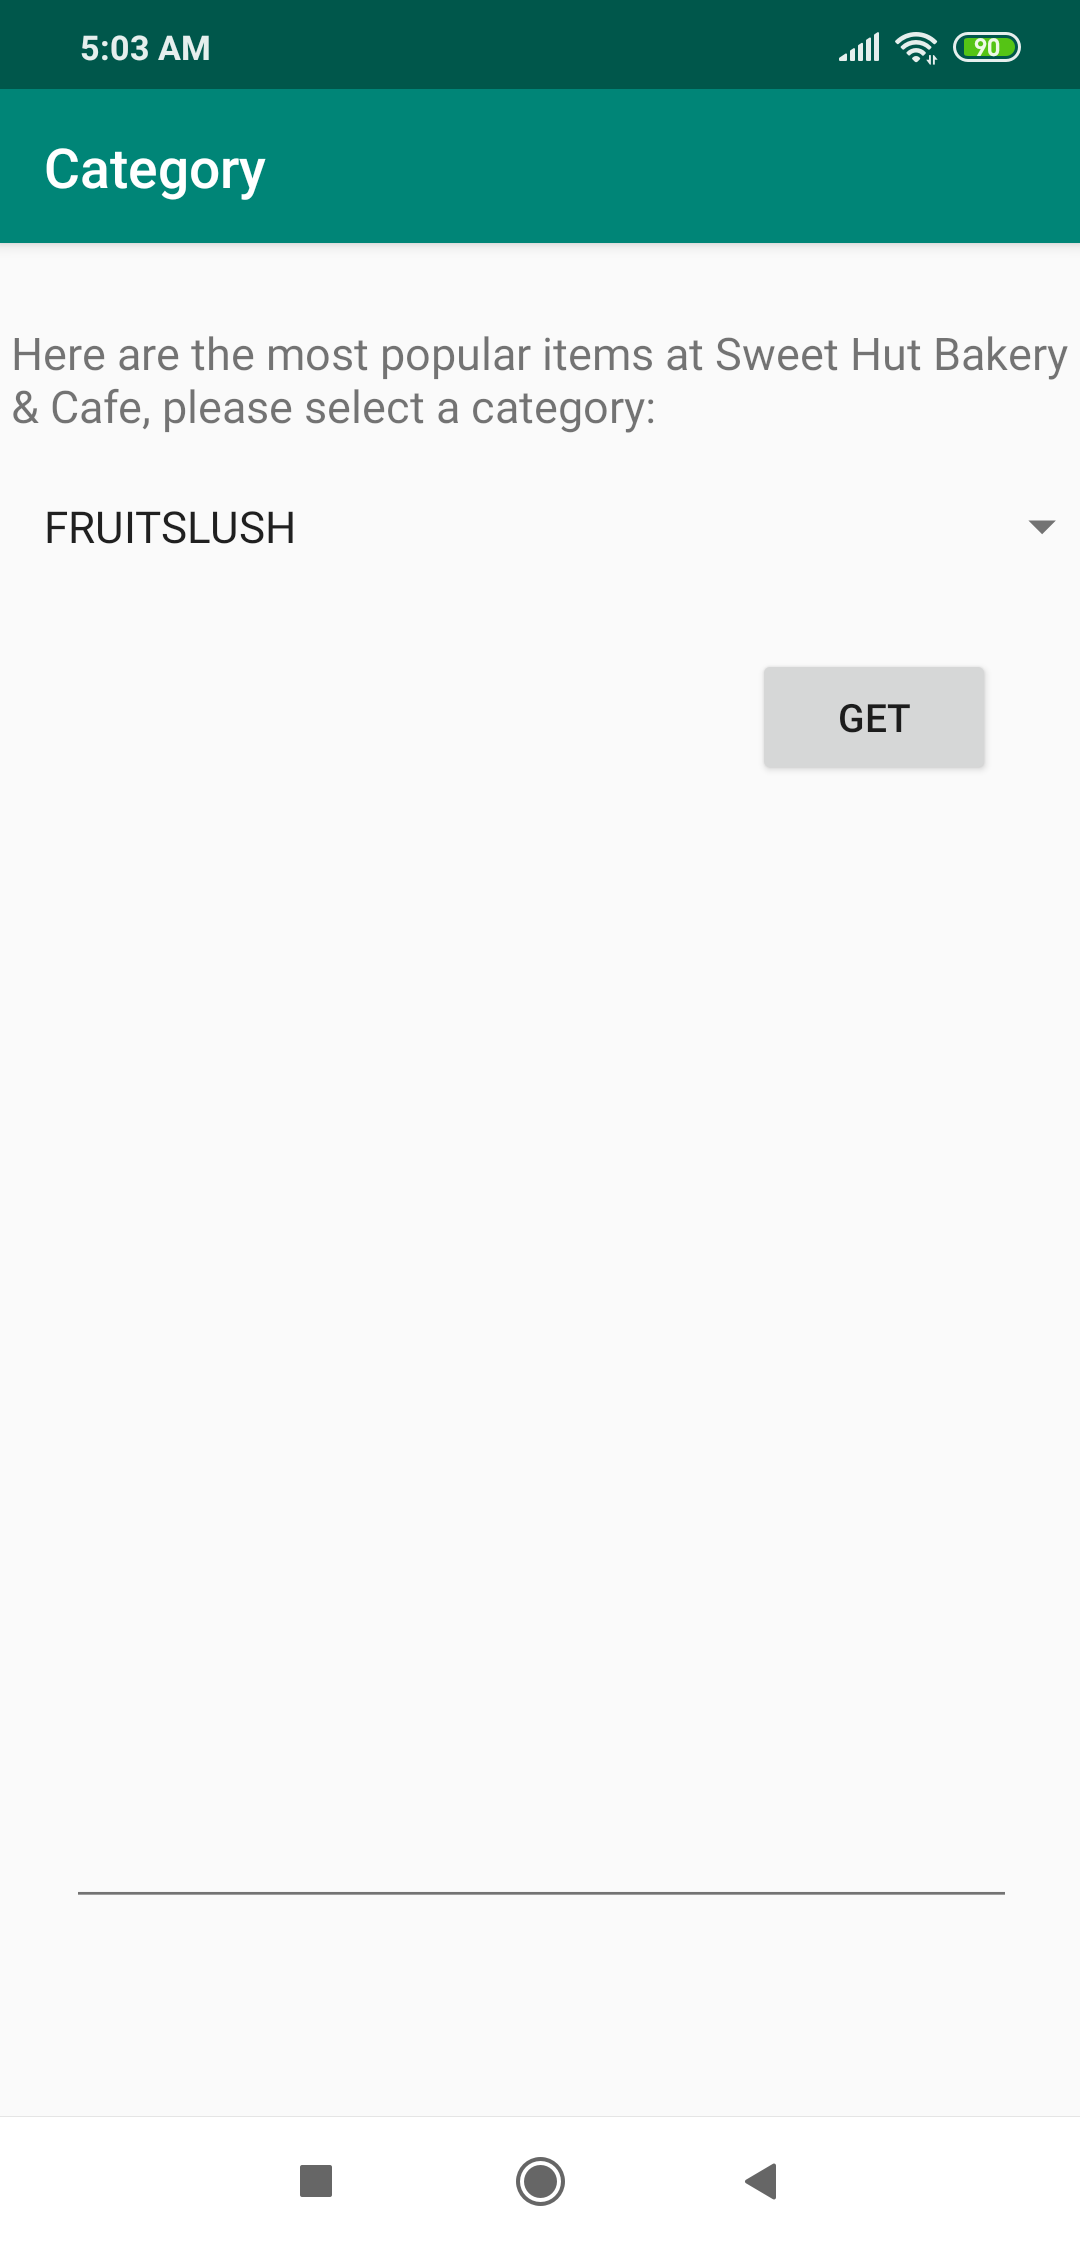 5:03 AM
90
Category
Here are the most popular items at Sweet Hut Bakery
& Cafe, please select a category:
FRUITSLUSH
GET